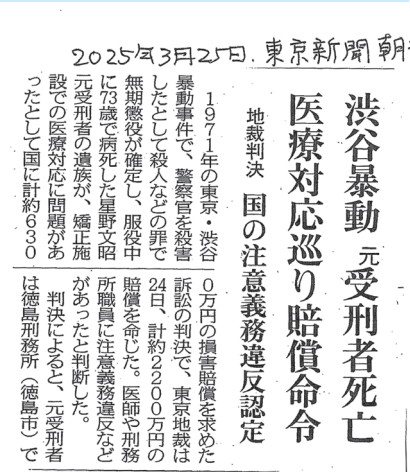 2025年3月25日. 東京新聞 朝
渋谷暴動 元受刑者死亡
医療対応巡り賠償命令
地裁判決 国の注意義務違反認定
1971年の東京・渋谷
暴動事件で、警察官を殺害
したとして殺人などの罪で
無期懲役が確定し、服役中
に73歳で病死した星野文昭
元受刑者の遺族が、矯正施
設での医療対応に問題があ
ったとして国に計約630
0万円の損害賠償を求めた
訴訟の判決で、東京地裁は
24日、計約2200万円の
賠償を命じた。医師や刑務
所職員に注意義務違反など
があったと判断した。
判決によると、元受刑者
は徳島刑務所（徳島市）で